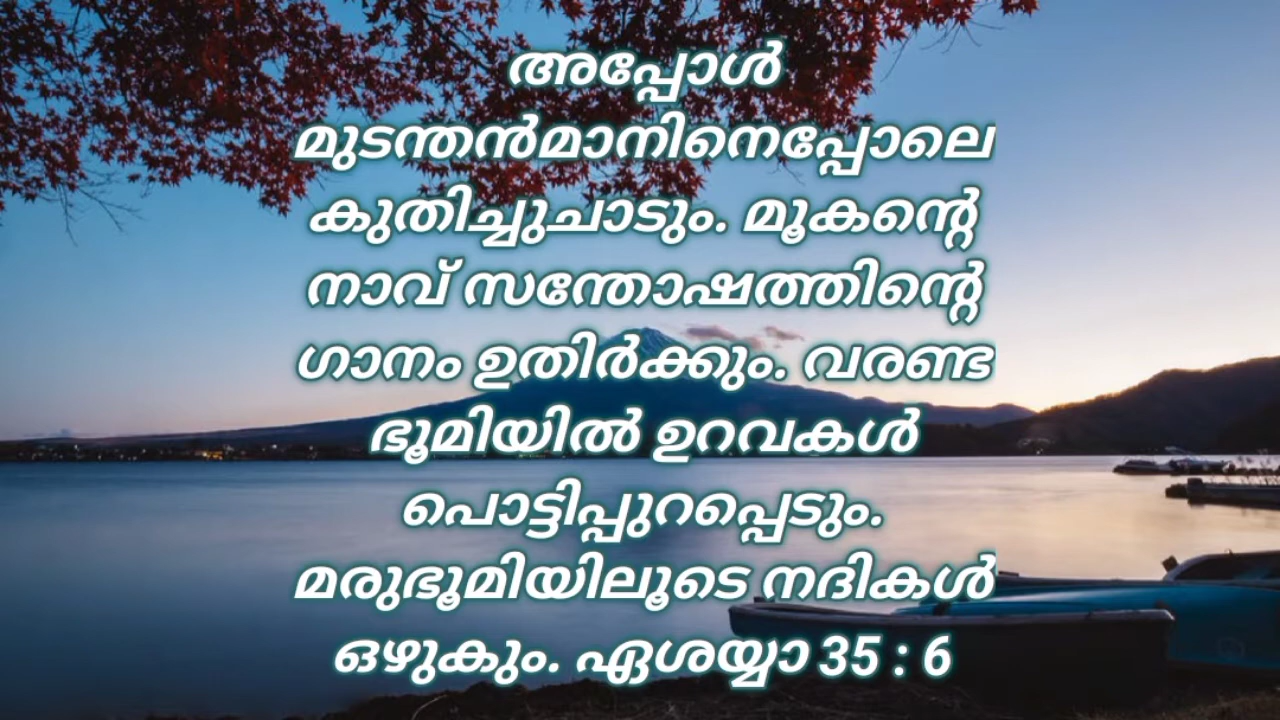 അപ്പോൾ
മുടന്തൻമാനിനെപ്പോലെ
കുതിച്ചുചാടും. മൂകന്റെ
നാവ് സന്തോഷത്തിന്റെ
ഗാനം ഉതിർക്കും. വരണ്ട
ഭൂമിയിൽ ഉറവകൾ
പൊട്ടിപ്പുറപ്പെടും.
മരുഭൂമിയിലൂടെ നദികൾ
ഒഴുകും. ഏശയ്യാ 35 : 6